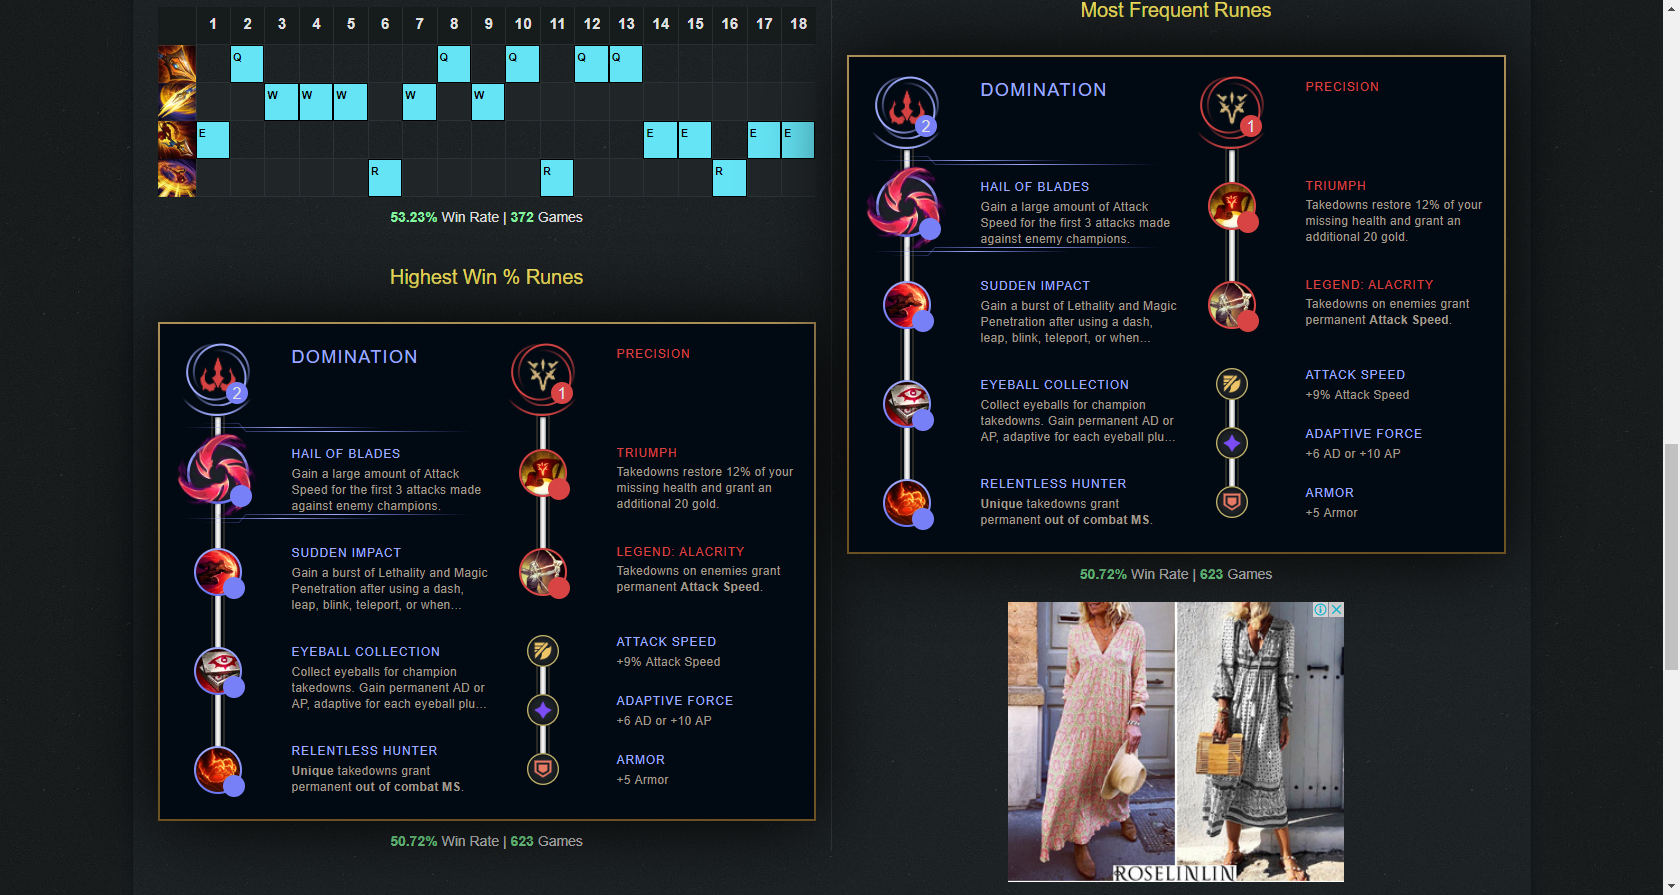 1 2 3 4 5 6 7 8 9 10 11 12 13 14 15 16 17 18
Q Q Q Q Q
W W W W W
E E E E E
R R R
53.23% Win Rate | 372 Games
Highest Win % Runes
2
DOMINATION
1
PRECISION
HAIL OF BLADES
Gain a large amount of Attack
Speed for the first 3 attacks made
against enemy champions.
TRIUMPH
Takedowns restore 12% of your
missing health and grant an
additional 20 gold.
SUDDEN IMPACT
Gain a burst of Lethality and Magic
Penetration after using a dash,
leap, blink, teleport, or when...
LEGEND: ALACRITY
Takedowns on enemies grant
permanent Attack Speed.
EYEBALL COLLECTION
Collect eyeballs for champion
takedowns. Gain permanent AD or
AP, adaptive for each eyeball plu...
ATTACK SPEED
+9% Attack Speed
ADAPTIVE FORCE
+6 AD or +10 AP
RELENTLESS HUNTER
Unique takedowns grant
permanent out of combat MS.
ARMOR
+5 Armor
50.72% Win Rate | 623 Games
Most Frequent Runes
2
DOMINATION
1
PRECISION
HAIL OF BLADES
Gain a large amount of Attack
Speed for the first 3 attacks made
against enemy champions.
TRIUMPH
Takedowns restore 12% of your
missing health and grant an
additional 20 gold.
SUDDEN IMPACT
Gain a burst of Lethality and Magic
Penetration after using a dash,
leap, blink, teleport, or when...
LEGEND: ALACRITY
Takedowns on enemies grant
permanent Attack Speed.
EYEBALL COLLECTION
Collect eyeballs for champion
takedowns. Gain permanent AD or
AP, adaptive for each eyeball plu...
ATTACK SPEED
+9% Attack Speed
ADAPTIVE FORCE
+6 AD or +10 AP
RELENTLESS HUNTER
Unique takedowns grant
permanent out of combat MS.
ARMOR
+5 Armor
50.72% Win Rate | 623 Games
ROSELINLIN